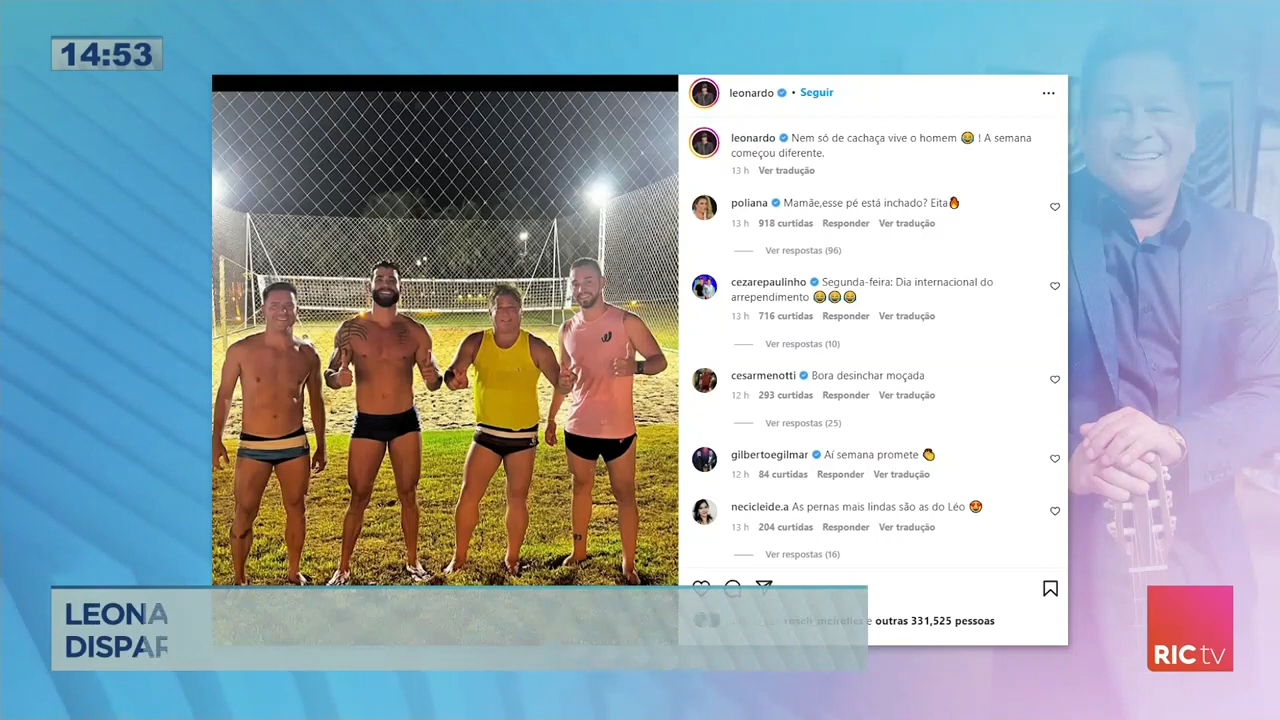 14:53
leonardo • Seguir
leonardo Nem só de cachaça vive o homem 😂 ! A semana
começou diferente.
13 h Ver tradução
poliana Mamãe,esse pé está inchado? Eita🔥
13 h 918 curtidas Responder Ver tradução
Ver respostas (96)
cezarepaulinho Segunda-feira: Dia internacional do
arrependimento 😂😂😂
13 h 716 curtidas Responder Ver tradução
Ver respostas (10)
cesarmenotti Bora desinchar moçada
12 h 293 curtidas Responder Ver tradução
Ver respostas (25)
gilbertoegilmar Aí semana promete 👏
12 h 84 curtidas Responder Ver tradução
necicleide.a As pernas mais lindas são as do Léo 😍
13 h 204 curtidas Responder Ver tradução
Ver respostas (16)
e outras 331,525 pessoas
LEONA
DISPAR
RIC tv